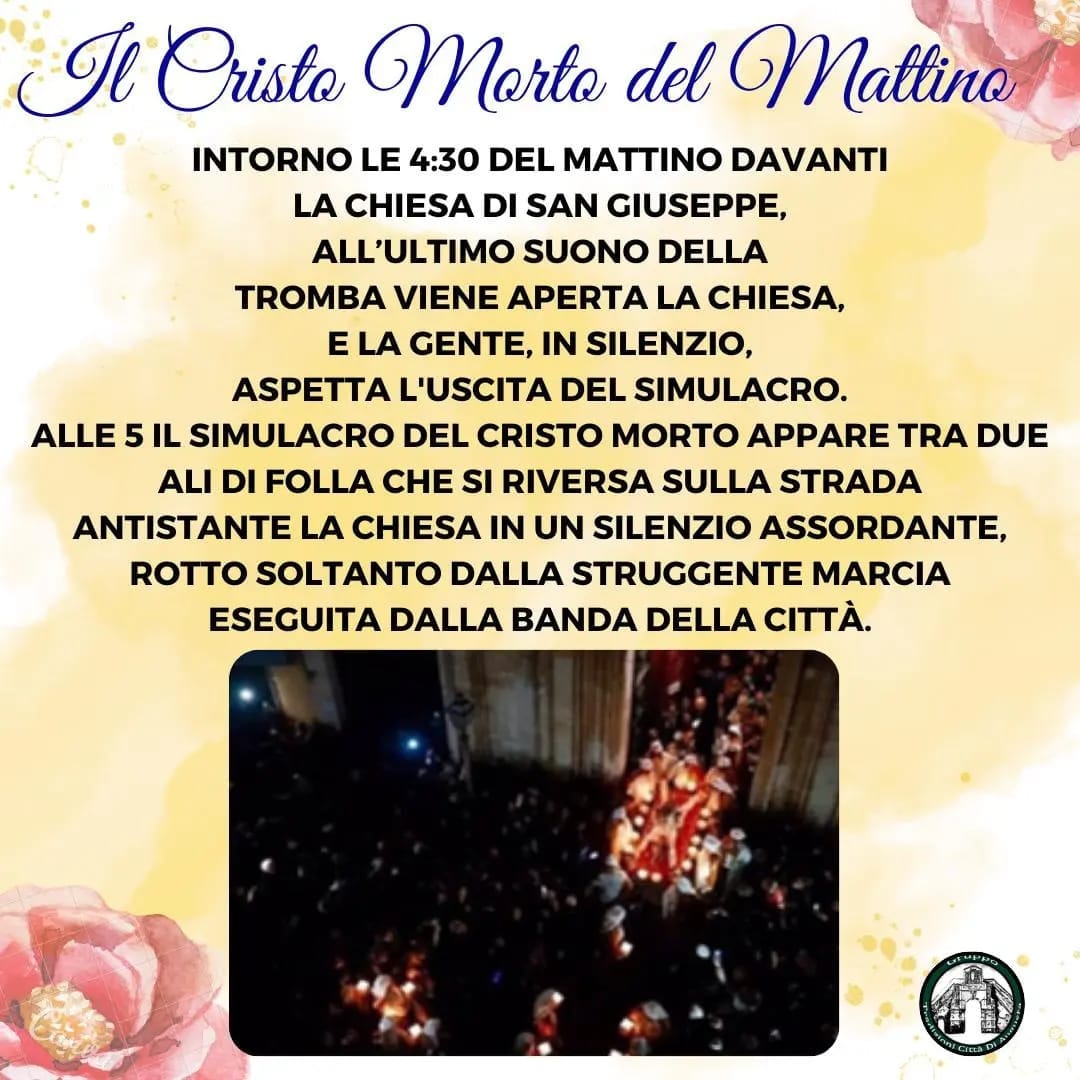 Il Cristo Morto del Mattino
INTORNO LE 4:30 DEL MATTINO DAVANTI
LA CHIESA DI SAN GIUSEPPE,
ALL’ULTIMO SUONO DELLA
TROMBA VIENE APERTA LA CHIESA,
E LA GENTE, IN SILENZIO,
ASPETTA L'USCITA DEL SIMULACRO.
ALLE 5 IL SIMULACRO DEL CRISTO MORTO APPARE TRA DUE
ALI DI FOLLA CHE SI RIVERSA SULLA STRADA
ANTISTANTE LA CHIESA IN UN SILENZIO ASSORDANTE,
ROTTO SOLTANTO DALLA STRUGGENTE MARCIA
ESEGUITA DALLA BANDA DELLA CITTÀ.
Gruppo
Tradizioni Città Di